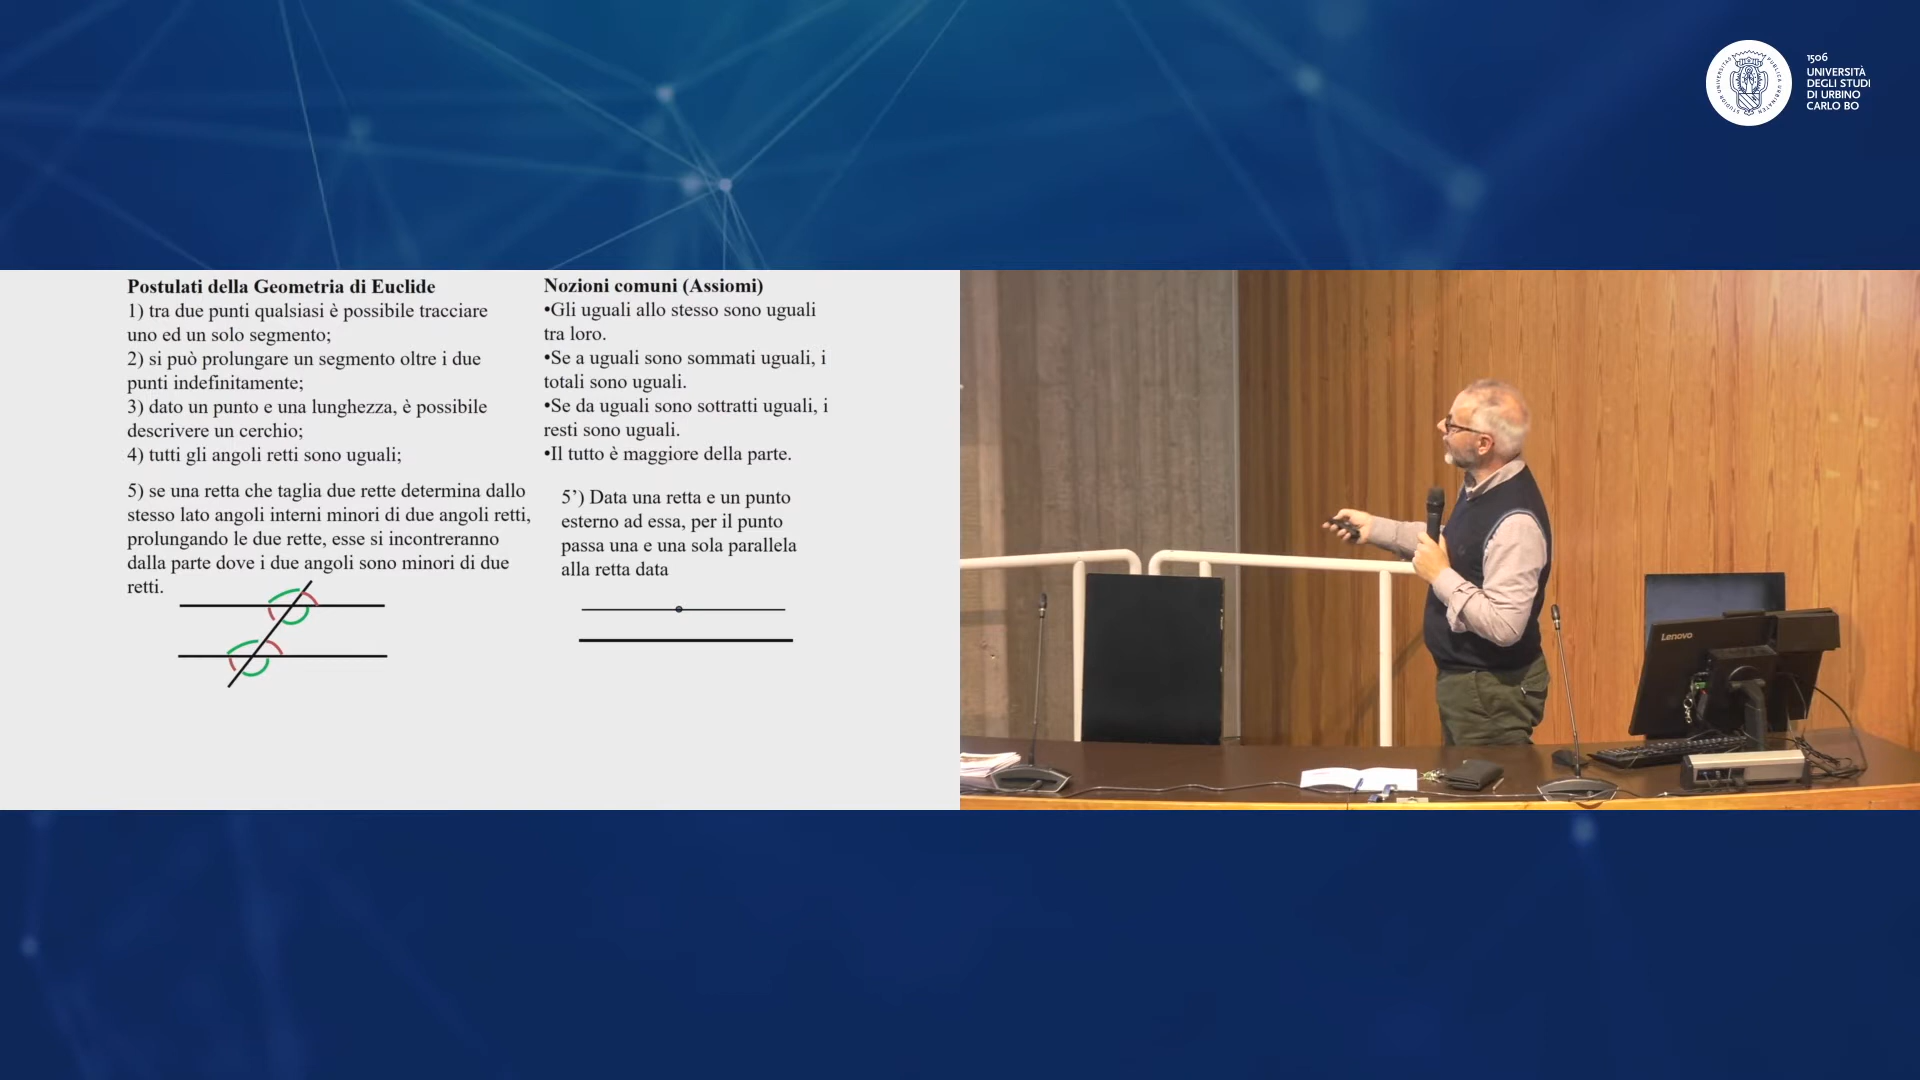 1506
UNIVERSITÀ
DEGLI STUDI
DI URBINO
CARLO BO
Postulati della Geometria di Euclide
1) tra due punti qualsiasi è possibile tracciare
uno ed un solo segmento;
2) si può prolungare un segmento oltre i due
punti indefinitamente;
3) dato un punto e una lunghezza, è possibile
descrivere un cerchio;
4) tutti gli angoli retti sono uguali;
5) se una retta che taglia due rette determina dallo
stesso lato angoli interni minori di due angoli retti,
prolungando le due rette, esse si incontreranno
dalla parte dove i due angoli sono minori di due
retti.
Nozioni comuni (Assiomi)
•Gli uguali allo stesso sono uguali
tra loro.
•Se a uguali sono sommati uguali, i
totali sono uguali.
•Se da uguali sono sottratti uguali, i
resti sono uguali.
•Il tutto è maggiore della parte.
5’) Data una retta e un punto
esterno ad essa, per il punto
passa una e una sola parallela
alla retta data
Lenovo